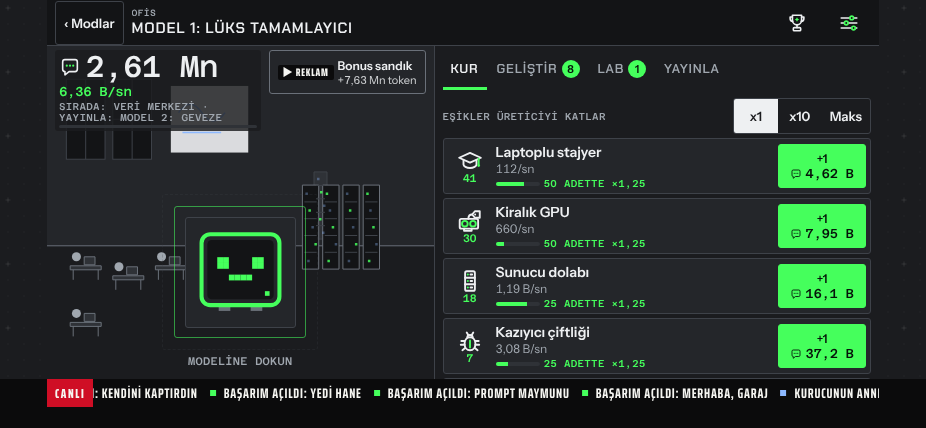 ‹ Modlar
OFİS
MODEL 1: LÜKS TAMAMLAYICI
2,61 Mn
6,36 B/sn
SIRADA: VERİ MERKEZİ ·
YAYINLA: MODEL 2: GEVEZE
REKLAM
Bonus sandık
+7,63 Mn token
MODELİNE DOKUN
KUR
GELİŞTİR 8
LAB 1
YAYINLA
EŞİKLER ÜRETİCİYİ KATLAR
x1
x10
Maks
Laptoplu stajyer
112/sn
41
50 ADETTE ×1,25
+1
4,62 B
Kiralık GPU
660/sn
30
50 ADETTE ×1,25
+1
7,95 B
Sunucu dolabı
1,19 B/sn
18
25 ADETTE ×1,25
+1
16,1 B
Kazıyıcı çiftliği
3,08 B/sn
7
25 ADETTE ×1,25
+1
37,2 B
CANLI
: KENDİNİ KAPTIRDIN
BAŞARIM AÇILDI: YEDİ HANE
BAŞARIM AÇILDI: PROMPT MAYMUNU
BAŞARIM AÇILDI: MERHABA, GARAJ
KURUCUNUN